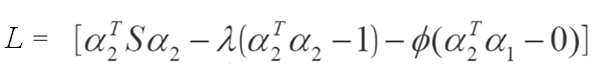 L = [α₂ᵀSα₂ − λ(α₂ᵀα₂ − 1) − ϕ(α₂ᵀα₁ − 0)]